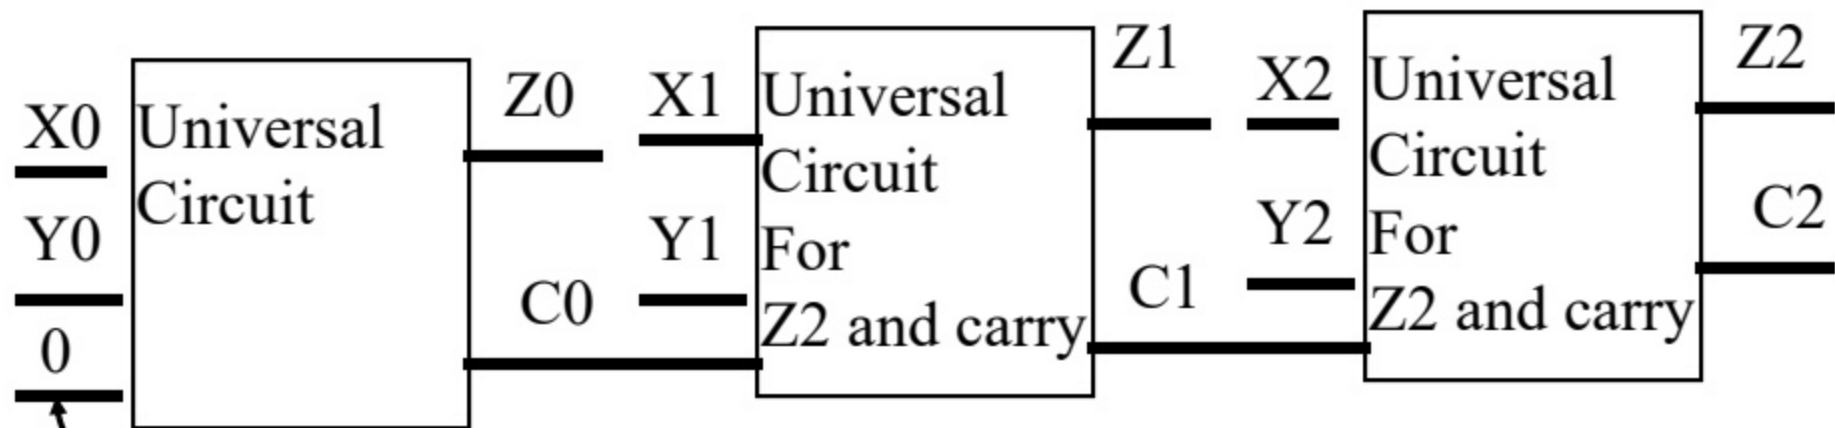 X0
Y0
0
Universal
Circuit
Z0
C0
X1
Y1
Universal
Circuit
For
Z2 and carry
Z1
C1
X2
Y2
Universal
Circuit
For
Z2 and carry
Z2
C2